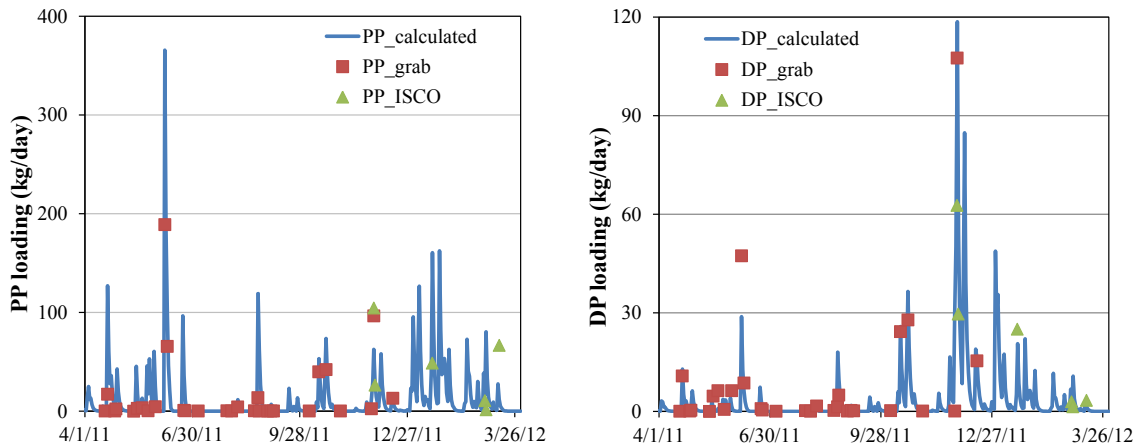 PP loading (kg/day)
400
300
200
100
0
PP_calculated
PP_grab
PP_ISCO
4/1/11 6/30/11 9/28/11 12/27/11 3/26/12
DP loading (kg/day)
120
90
60
30
0
DP_calculated
DP_grab
DP_ISCO
4/1/11 6/30/11 9/28/11 12/27/11 3/26/12